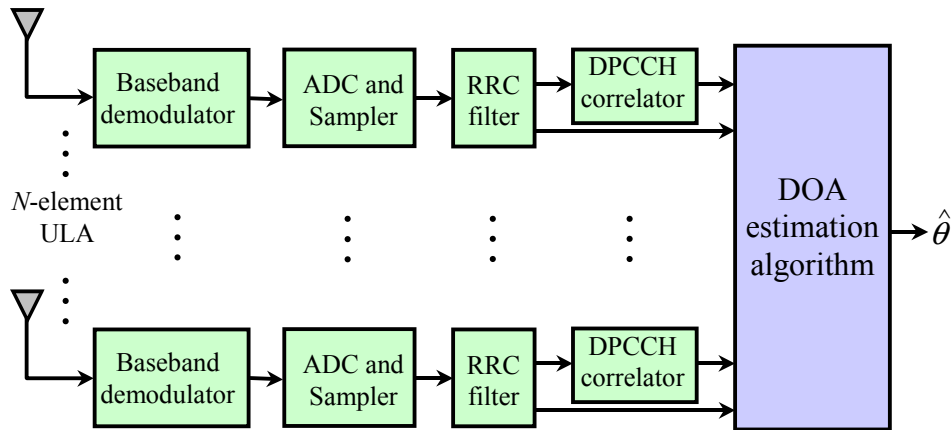 Baseband
demodulator
ADC and
Sampler
RRC
filter
DPCCH
correlator
N-element
ULA
DOA
estimation
algorithm
θ̂
Baseband
demodulator
ADC and
Sampler
RRC
filter
DPCCH
correlator